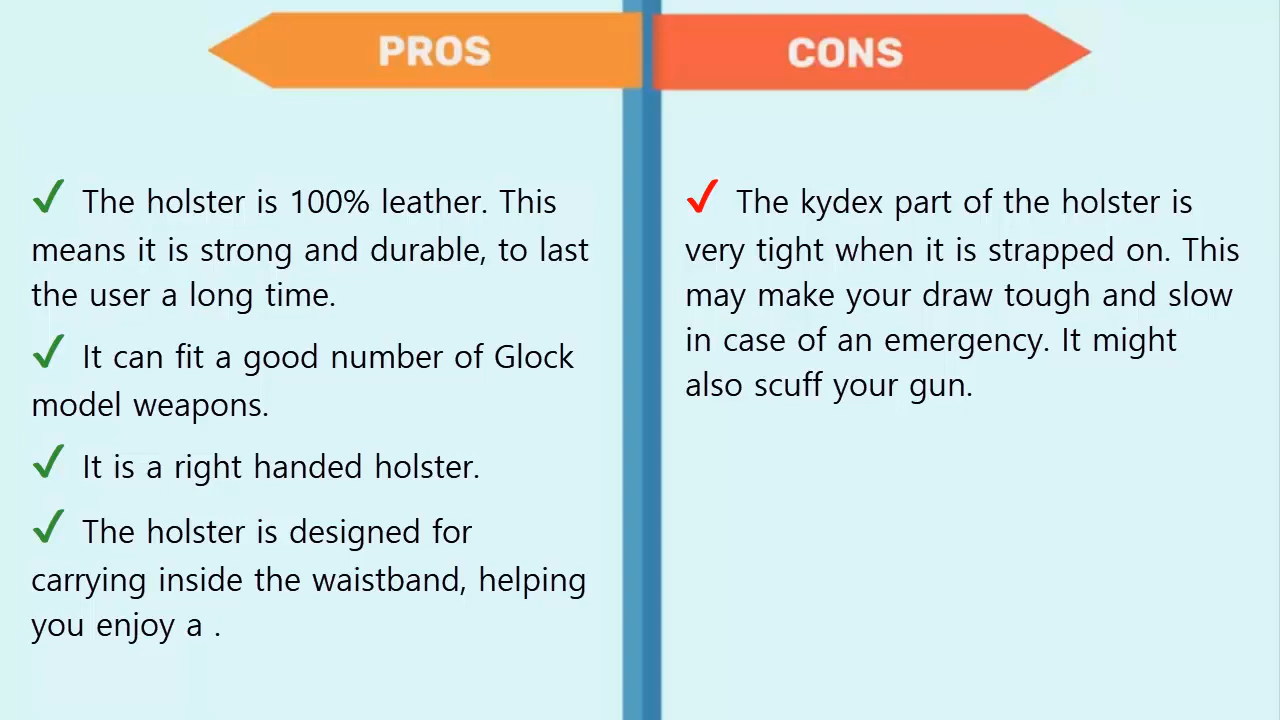 PROS
CONS
✓ The holster is 100% leather. This
means it is strong and durable, to last
the user a long time.
✓ It can fit a good number of Glock
model weapons.
✓ It is a right handed holster.
✓ The holster is designed for
carrying inside the waistband, helping
you enjoy a .
✓ The kydex part of the holster is
very tight when it is strapped on. This
may make your draw tough and slow
in case of an emergency. It might
also scuff your gun.